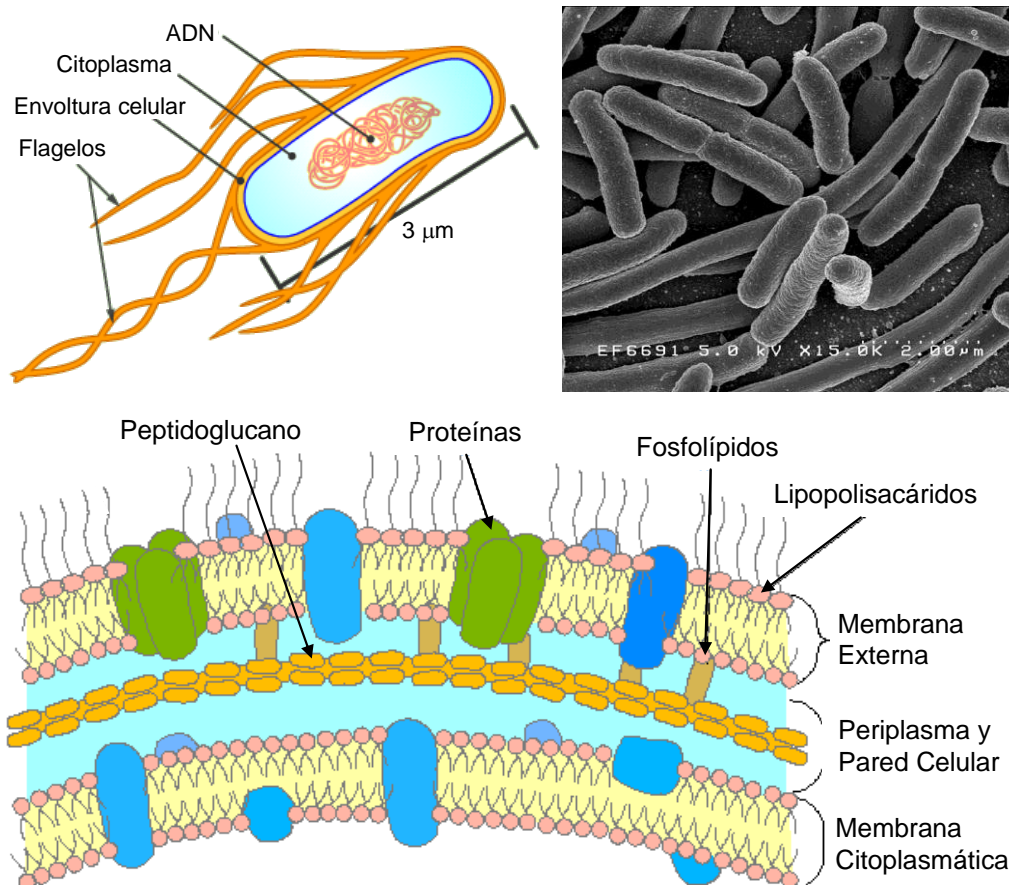 ADN
Citoplasma
Envoltura celular
Flagelos
3 μm
EF6691 5.0 kV X15.0K 2.00μm
Peptidoglucano
Proteínas
Fosfolípidos
Lipopolisacáridos
Membrana
Externa
Periplasma y
Pared Celular
Membrana
Citoplasmática